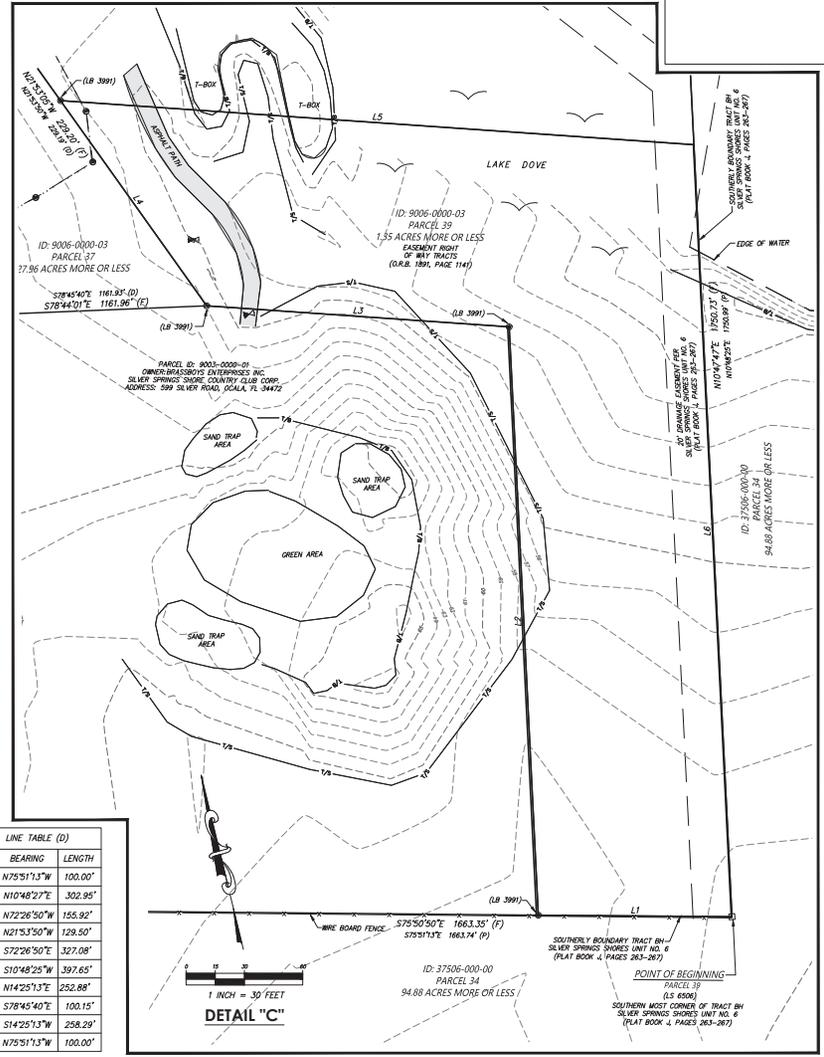 N21°53'05"W 229.20' (F)
N21°53'50"W 229.19' (D)
(LB 3991)
T/B
T/B
T-BOX
T/B
T-BOX
T/B
T/S
B/L
L5
LAKE DOVE
ASPHALT PATH
L4
SOUTHERLY BOUNDARY TRACT BH
SILVER SPRINGS SHORES UNIT NO. 6
(PLAT BOOK J, PAGES 263-267)
EDGE OF WATER
ID: 9006-0000-03
PARCEL 37
27.96 ACRES MORE OR LESS
S78°45'40"E 1161.93' (D)
S78°44'01"E 1161.96' (F)
(LB 3991)
ID: 9006-0000-03
PARCEL 39
1.35 ACRES MORE OR LESS
EASEMENT RIGHT
OF WAY TRACTS
(O.R.B. 1891, PAGE 1141)
T/S
L3
(LB 3991)
N10°47'47"E 1750.73' (F)
N10°48'25"E 1750.99' (P)
20' DRAINAGE EASEMENT PER
SILVER SPRINGS SHORES UNIT NO. 6
(PLAT BOOK J, PAGES 263-267)
PARCEL ID: 9003-0000-01
OWNER:BRASSBOYS ENTERPRISES INC.
SILVER SPRINGS SHORE COUNTRY CLUB CORP.
ADDRESS: 599 SILVER ROAD, OCALA, FL 34472
SAND TRAP
AREA
T/B
T/B
SAND TRAP
AREA
T/S
T/S
GREEN AREA
T/B
L6
ID: 37506-000-00
PARCEL 34
94.88 ACRES MORE OR LESS
SAND TRAP
AREA
L2
T/S
T/S
T/S
T/S
T/S
LINE TABLE (D)
BEARING LENGTH
N75°51'13"W 100.00'
N10°48'27"E 302.95'
N72°26'50"W 155.92'
N21°53'50"W 129.50'
S72°26'50"E 327.08'
S10°48'25"W 397.65'
N14°25'13"E 252.88'
S78°45'40"E 100.15'
S14°25'13"W 258.29'
N75°51'13"W 100.00'
(LB 3991)
L1
WIRE BOARD FENCE
S75°50'50"E 1663.35' (F)
S75°51'13"E 1663.74' (P)
SOUTHERLY BOUNDARY TRACT BH
SILVER SPRINGS SHORES UNIT NO. 6
(PLAT BOOK J, PAGES 263-267)
ID: 37506-000-00
PARCEL 34
94.88 ACRES MORE OR LESS
POINT OF BEGINNING
PARCEL 39
(LS 6506)
SOUTHERN MOST CORNER OF TRACT BH
SILVER SPRINGS SHORES UNIT NO. 6
(PLAT BOOK J, PAGES 263-267)
0 15 30 60
1 INCH = 30 FEET
DETAIL "C"